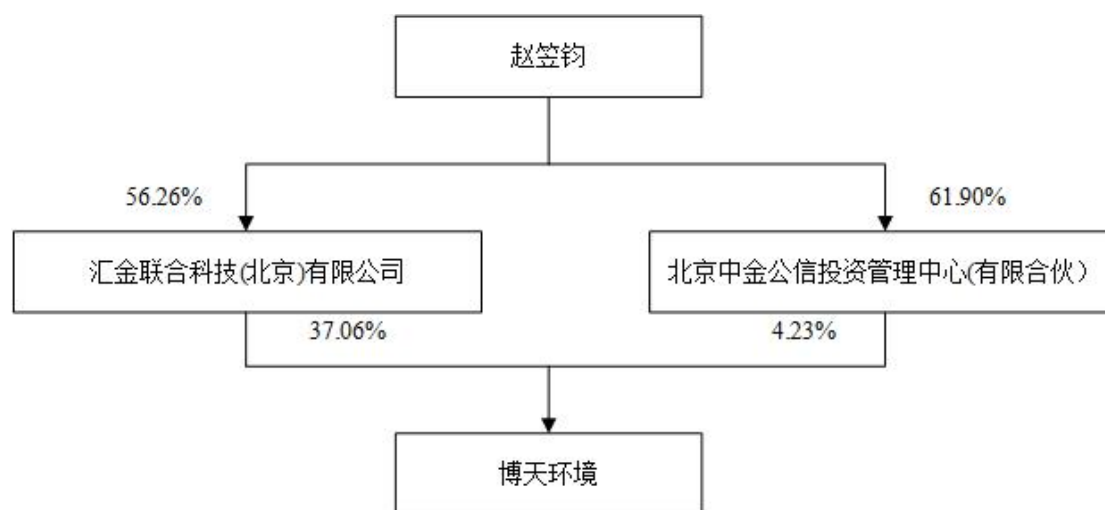 赵笠钧
56.26%
61.90%
汇金联合科技(北京)有限公司
北京中金公信投资管理中心(有限合伙）
37.06%
4.23%
博天环境